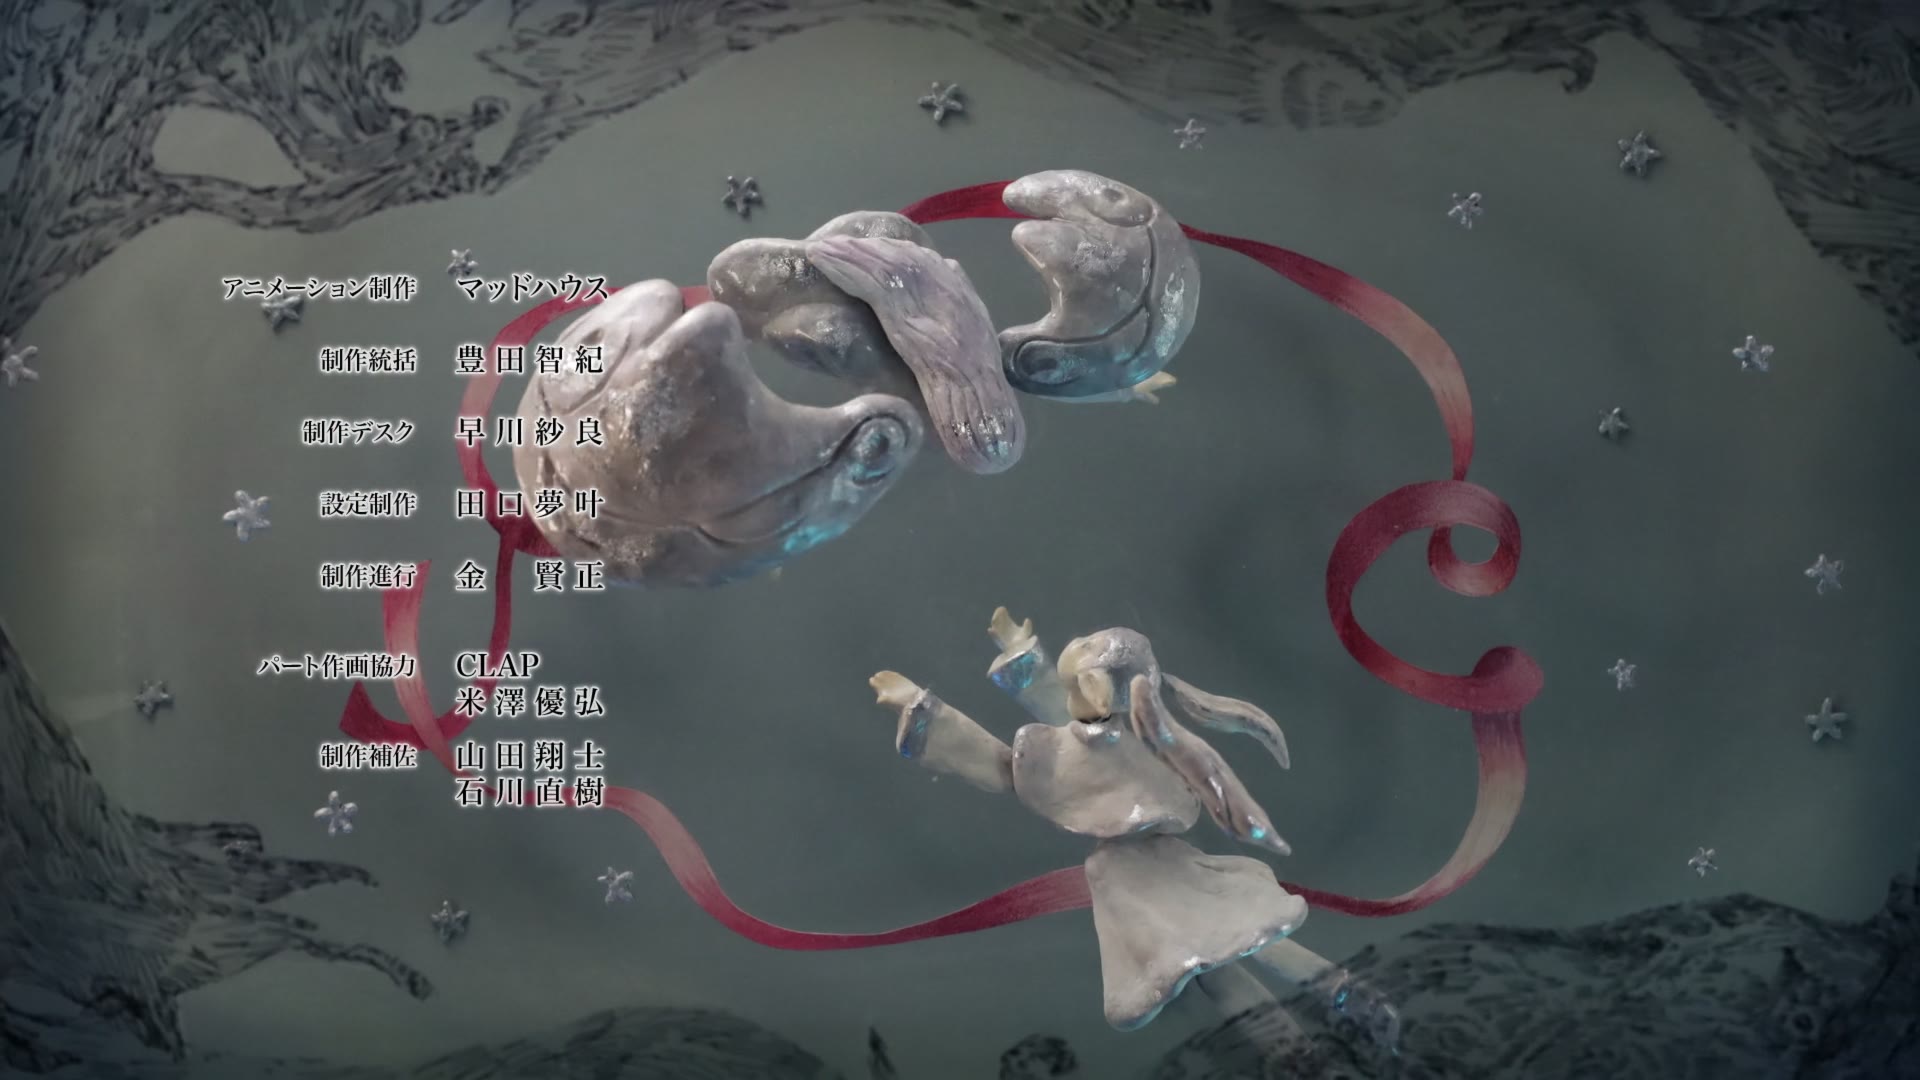 アニメーション制作 マッドハウス
制作統括 豊田智紀
制作デスク 早川紗良
設定制作 田口夢叶
制作進行 金 賢正
パート作画協力 CLAP
米澤優弘
制作補佐 山田翔士
石川直樹